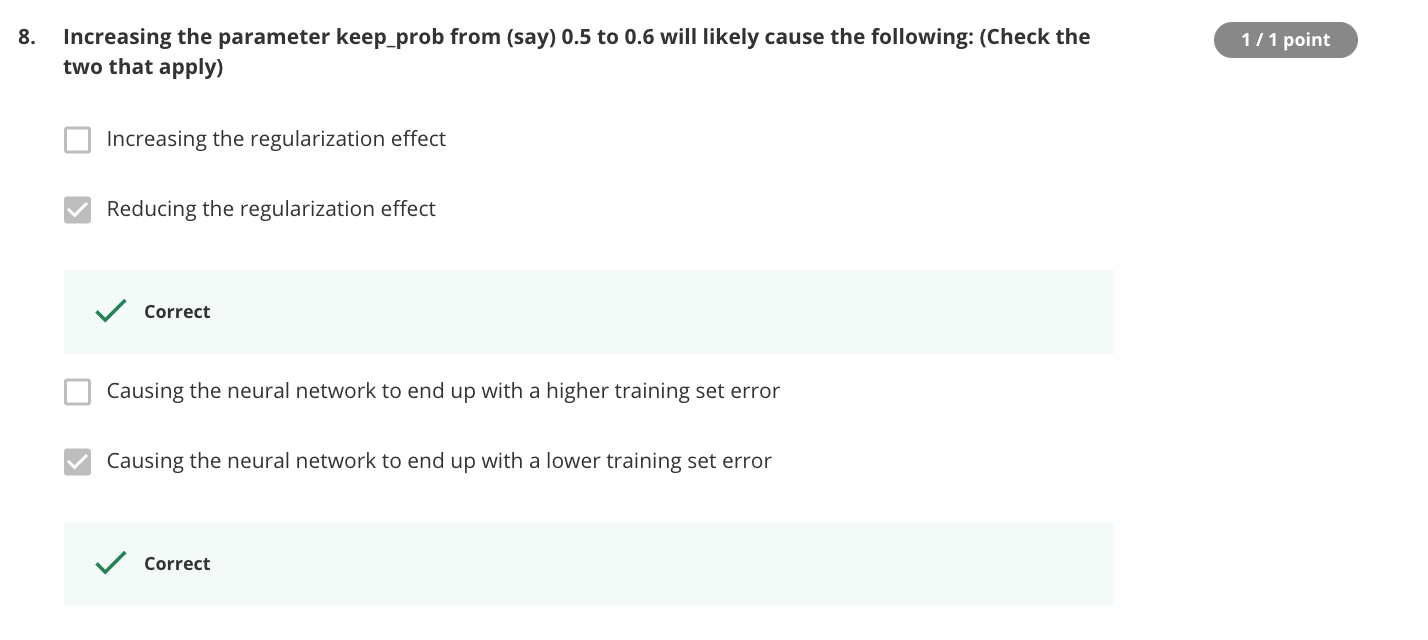 8. Increasing the parameter keep_prob from (say) 0.5 to 0.6 will likely cause the following: (Check the
two that apply)
1 / 1 point
Increasing the regularization effect
Reducing the regularization effect
Correct
Causing the neural network to end up with a higher training set error
Causing the neural network to end up with a lower training set error
Correct